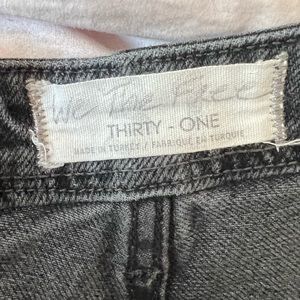 We The Free
THIRTY - ONE
MADE IN TURKEY / FABRIQUÉ EN TURQUIE